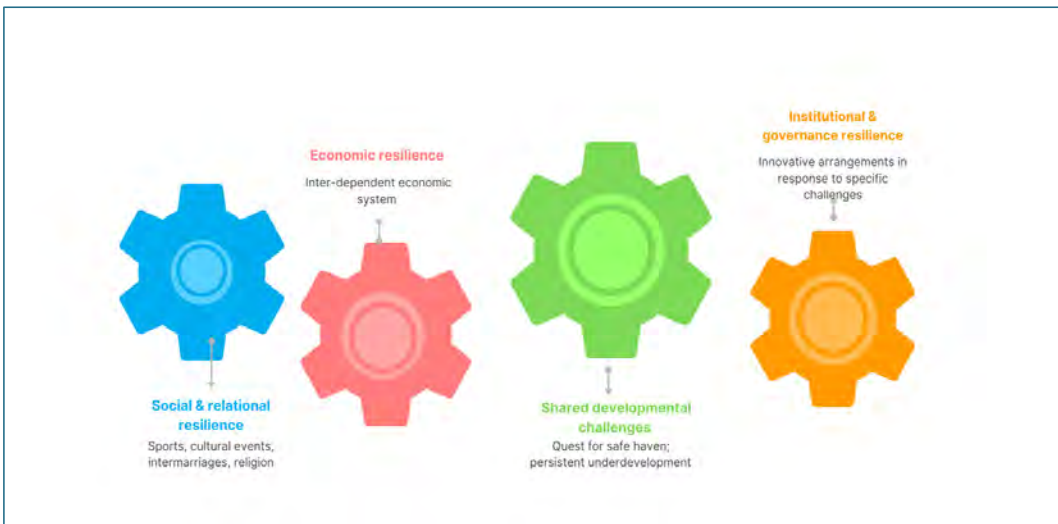 Social & relational
resilience
Sports, cultural events,
intermarriages, religion
Economic resilience
Inter-dependent economic
system
Shared developmental
challenges
Quest for safe haven;
persistent underdevelopment
Institutional &
governance resilience
Innovative arrangements in
response to specific
challenges